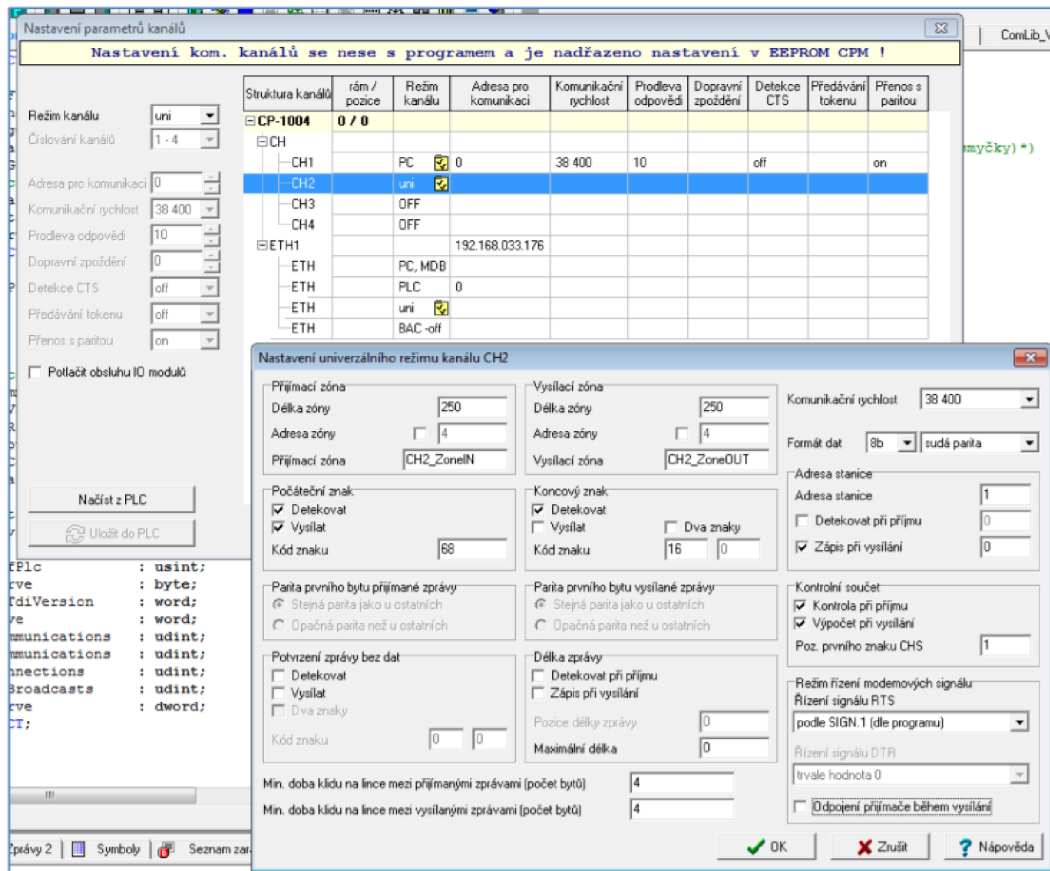 Nastavení parametrů kanálů
ComLib_V
Nastavení kom. kanálů se nese s programem a je nadřazeno nastavení v EEPROM CPM !
Struktura kanálů rám / pozice Režim kanálu Adresa pro komunikaci Komunikační rychlost Prodleva odpovědi Dopravní zpoždění Detekce CTS Předávání tokenu Přenos s paritou
Režim kanálu uni
Číslování kanálů 1 - 4
Adresa pro komunikaci 0
Komunikační rychlost 38 400
Prodleva odpovědi 10
Dopravní zpoždění 0
Detekce CTS off
Předávání tokenu off
Přenos s paritou on
Potlačit obsluhu IO modulů
Načíst z PLC
Uložit do PLC
CP-1004 0 / 0
CH
CH1 PC 0 38 400 10 off on
CH2 uni
CH3 OFF
CH4 OFF
ETH1 192.168.033.176
ETH PC, MDB
ETH PLC 0
ETH uni
ETH BAC -off
smyčky) *)
Nastavení univerzálního režimu kanálu CH2
Přijímací zóna
Délka zóny 250
Adresa zóny 4
Přijímací zóna CH2_ZoneIN
Vysílací zóna
Délka zóny 250
Adresa zóny 4
Vysílací zóna CH2_ZoneOUT
Komunikační rychlost 38 400
Formát dat 8b sudá parita
Počáteční znak
Detekovat
Vysílat
Kód znaku 68
Koncový znak
Detekovat
Vysílat Dva znaky
Kód znaku 16 0
Adresa stanice
Adresa stanice 1
Detekovat při příjmu 0
Zápis při vysílání 0
Parita prvního bytu přijímané zprávy
Stejná parita jako u ostatních
Opačná parita než u ostatních
Parita prvního bytu vysílané zprávy
Stejná parita jako u ostatních
Opačná parita než u ostatních
Kontrolní součet
Kontrola při příjmu
Výpočet při vysílání
Poz. prvního znaku CHS 1
Potvrzení zprávy bez dat
Detekovat
Vysílat
Dva znaky
Kód znaku 0 0
Délka zprávy
Detekovat při příjmu
Zápis při vysílání
Pozice délky zprávy 0
Maximální délka 0
Režim řízení modemových signálu
Řízení signálu RTS
podle SIGN.1 (dle programu)
Řízení signálu DTR
trvale hodnota 0
Odpojení přijímače během vysílání
Min. doba klidu na lince mezi přijímanými zprávami (počet bytů) 4
Min. doba klidu na lince mezi vysílanými zprávami (počet bytů) 4
OK Zrušit Nápověda
fPlc : usint;
rve : byte;
fdiVersion : word;
ve : word;
mmunications : udint;
mmunications : udint;
nnections : udint;
Broadcasts : udint;
rve : dword;
CT;
Zprávy 2 Symboly Seznam zar